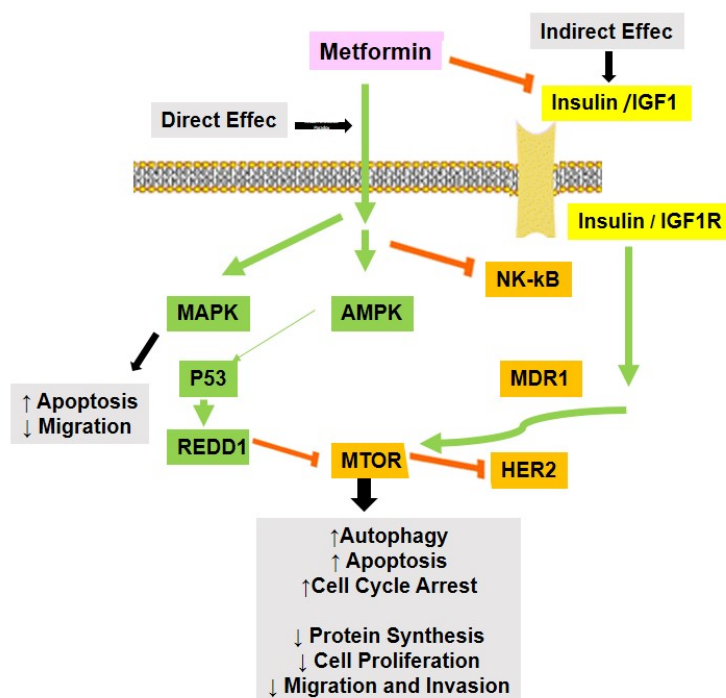 Indirect Effec
Metformin
Insulin /IGF1
Direct Effec
Insulin / IGF1R
NK-kB
MAPK
AMPK
P53
MDR1
↑ Apoptosis
↓ Migration
REDD1
MTOR
HER2
↑Autophagy
↑ Apoptosis
↑Cell Cycle Arrest
↓ Protein Synthesis
↓ Cell Proliferation
↓ Migration and Invasion